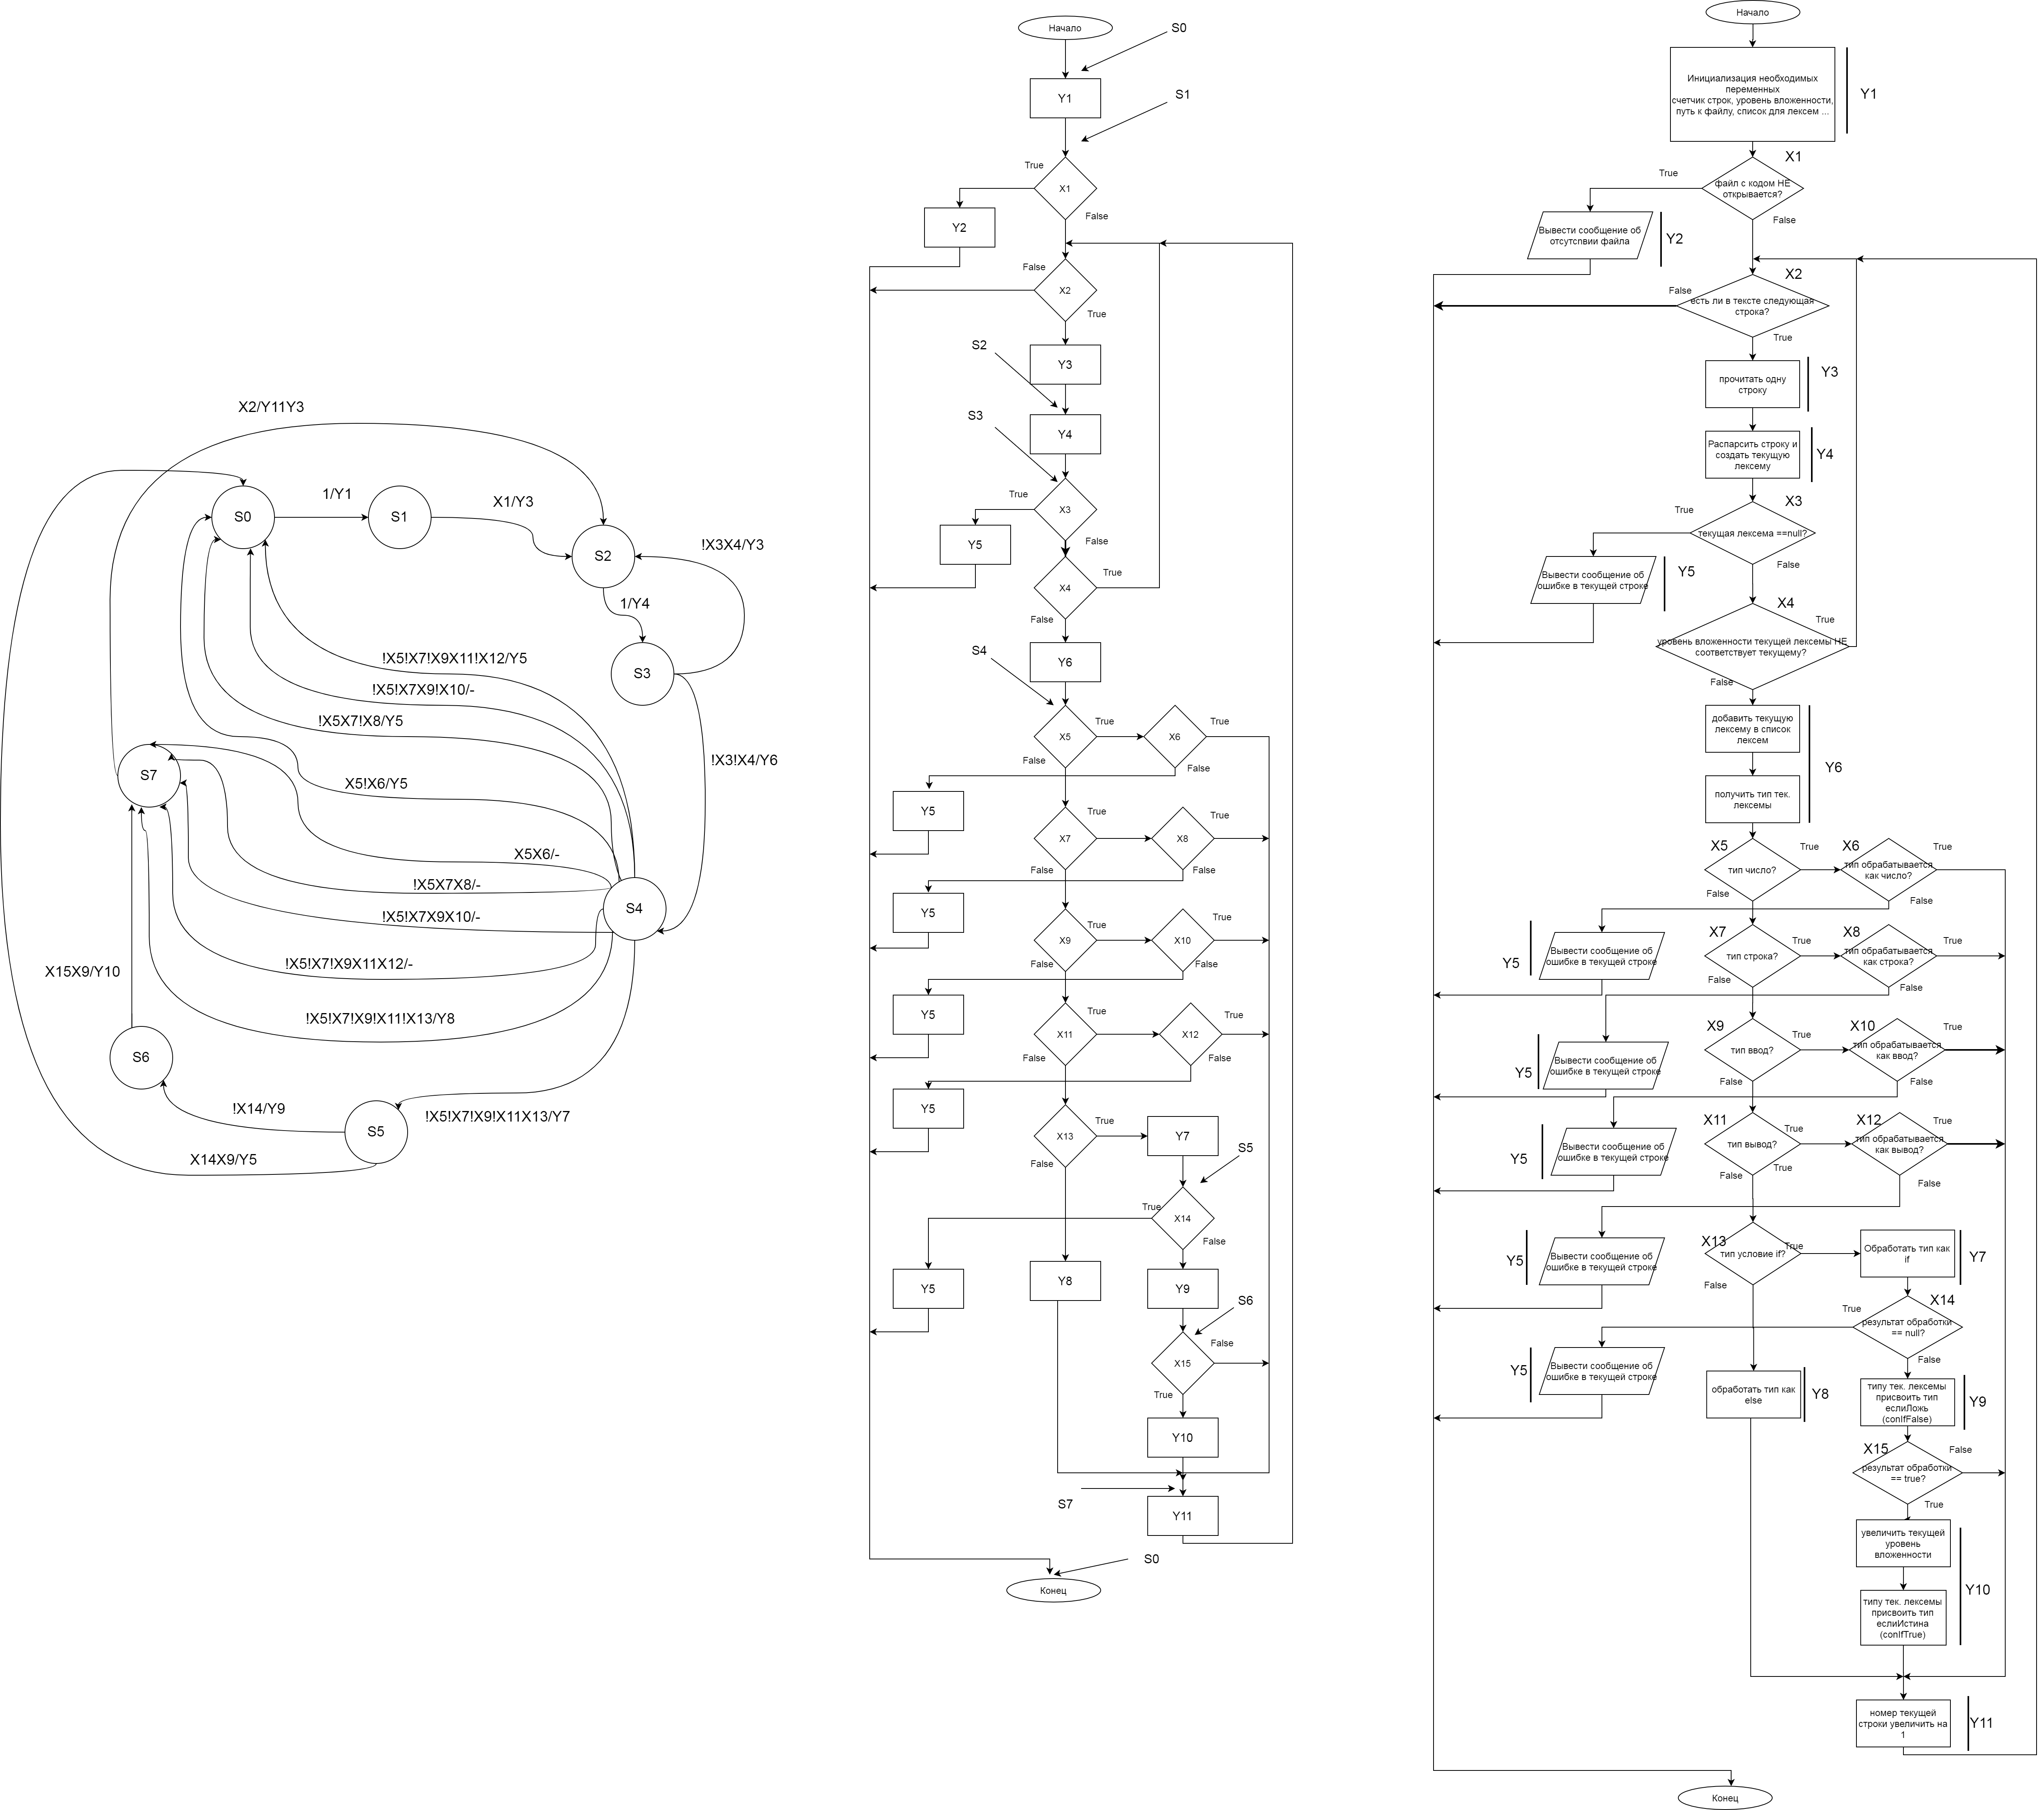 X2/Y11Y3
S0
1/Y1
S1
X1/Y3
S2
!X3X4/Y3
1/Y4
S3
!X5!X7!X9X11!X12/Y5
!X5!X7X9!X10/-
!X5X7!X8/Y5
X5!X6/Y5
!X3!X4/Y6
S7
X5X6/-
!X5X7X8/-
!X5!X7X9X10/-
S4
!X5!X7!X9X11X12/-
X15X9/Y10
!X5!X7!X9!X11!X13/Y8
S6
!X14/Y9
S5
!X5!X7!X9!X11X13/Y7
X14X9/Y5
Начало
S0
Y1
S1
True
X1
False
Y2
False
X2
True
S2
Y3
S3
Y4
True
X3
Y5
False
X4
True
False
S4
Y6
X5
True
False
X6
True
False
Y5
X7
True
False
X8
True
False
Y5
X9
True
False
X10
True
False
Y5
X11
True
False
X12
True
False
Y5
X13
True
False
Y7
S5
True
X14
False
Y5
Y8
Y9
S6
False
X15
True
Y10
S7
Y11
S0
Конец
Начало
Инициализация необходимых
переменных
счетчик строк, уровень вложенности,
путь к файлу, список для лексем ...
Y1
X1
True
файл с кодом НЕ
открывается?
False
Вывести сообщение об
отсутсnвии файла
Y2
X2
False
есть ли в тексте следующая
строка?
True
прочитать одну
строку
Y3
Распарсить строку и
создать текущую
лексему
Y4
X3
True
текущая лексема ==null?
False
Вывести сообщение об
ошибке в текущей строке
Y5
X4
True
уровень вложенности текущей лексемы НЕ
соответствует текущему?
False
добавить текущую
лексему в список
лексем
получить тип тек.
лексемы
Y6
X5
True
тип число?
False
X6
True
тип обрабатывается
как число?
False
Вывести сообщение об
ошибке в текущей строке
Y5
X7
True
тип строка?
False
X8
True
тип обрабатывается
как строка?
False
Вывести сообщение об
ошибке в текущей строке
Y5
X9
True
тип ввод?
False
X10
True
тип обрабатывается
как ввод?
False
Вывести сообщение об
ошибке в текущей строке
Y5
X11
True
тип вывод?
True
False
X12
True
тип обрабатывается
как вывод?
False
Вывести сообщение об
ошибке в текущей строке
Y5
X13
True
тип условие if?
False
Обработать тип как
if
Y7
X14
True
результат обработки
== null?
False
Вывести сообщение об
ошибке в текущей строке
Y5
обработать тип как
else
Y8
типу тек. лексемы
присвоить тип
еслиЛожь
(conIfFalse)
Y9
X15
False
результат обработки
== true?
True
увеличить текущей
уровень
вложенности
типу тек. лексемы
присвоить тип
еслиИстина
(conIfTrue)
Y10
номер текущей
строки увеличить на
1
Y11
Конец